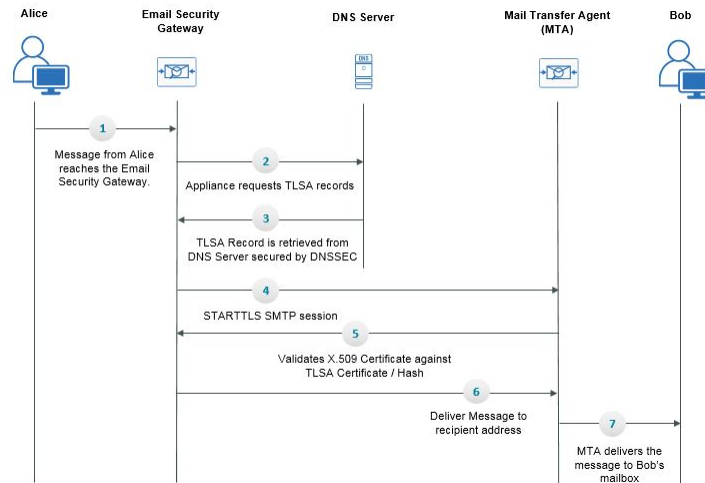 Alice
Email Security
Gateway
DNS Server
Mail Transfer Agent
(MTA)
Bob
DNS
1
Message from Alice
reaches the Email
Security Gateway.
2
Appliance requests TLSA records
3
TLSA Record is retrieved from
DNS Server secured by DNSSEC
4
STARTTLS SMTP session
5
Validates X.509 Certificate against
TLSA Certificate / Hash
6
Deliver Message to
recipient address
7
MTA delivers the
message to Bob's
mailbox